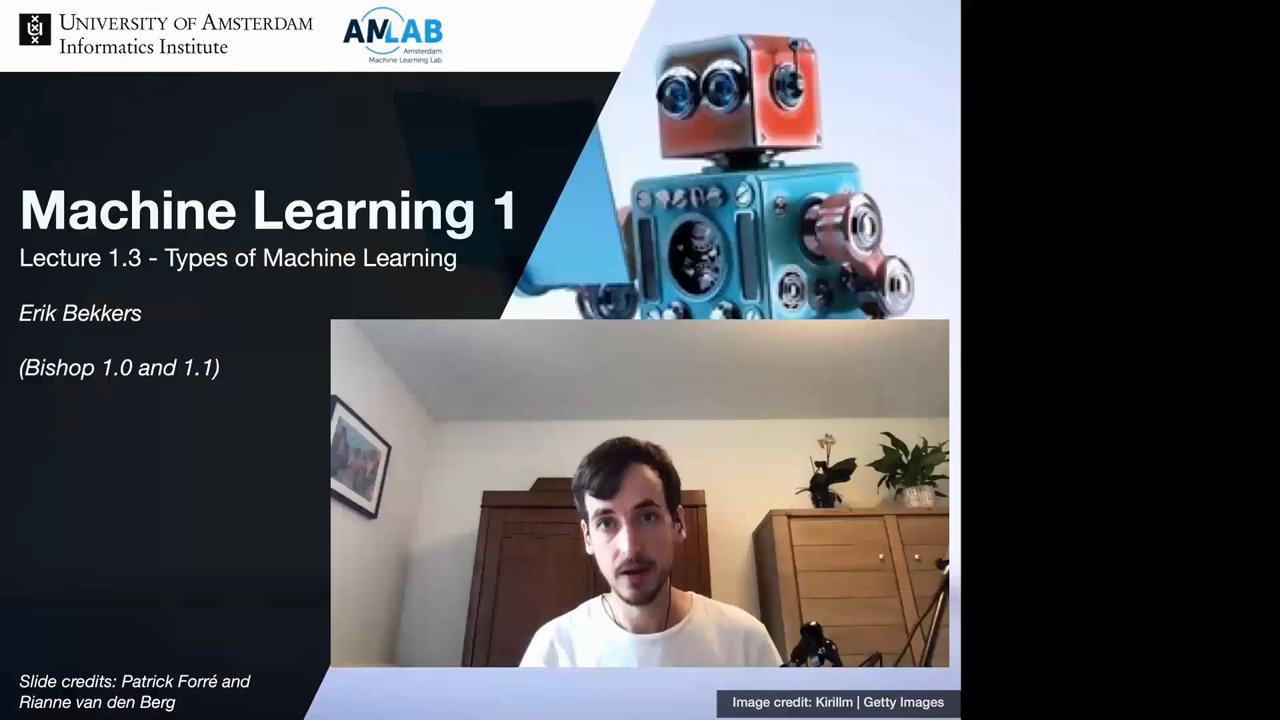 UNIVERSITY OF AMSTERDAM
Informatics Institute
AMLAB
Amsterdam
Machine Learning Lab
Machine Learning 1
Lecture 1.3 - Types of Machine Learning
Erik Bekkers
(Bishop 1.0 and 1.1)
Slide credits: Patrick Forré and
Rianne van den Berg
Image credit: Kirillm | Getty Images